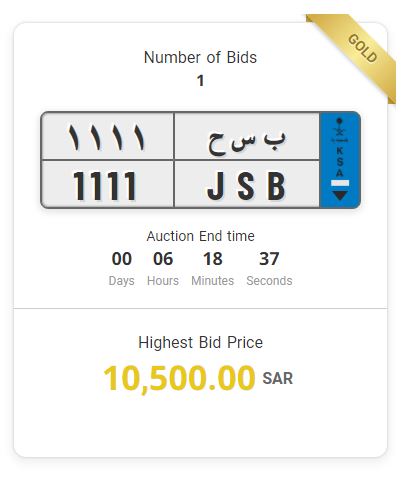 GOLD
Number of Bids
1
١١١١
ب س ح
1111
J S B
K
S
A
Auction End time
00 06 18 37
Days Hours Minutes Seconds
Highest Bid Price
10,500.00 SAR